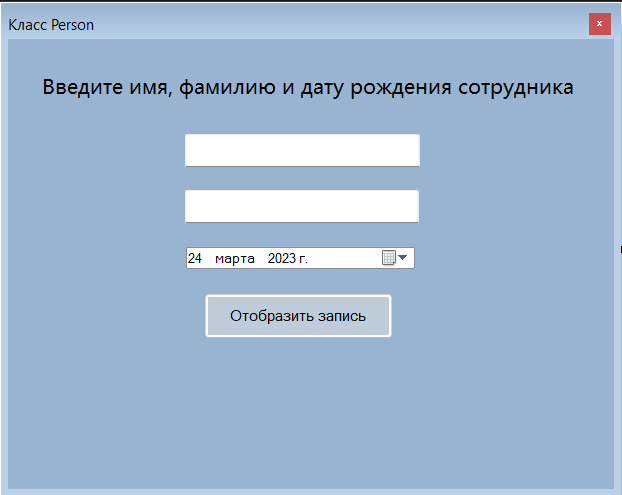 Класс Person
x
Введите имя, фамилию и дату рождения сотрудника
24 марта 2023 г.
Отобразить запись